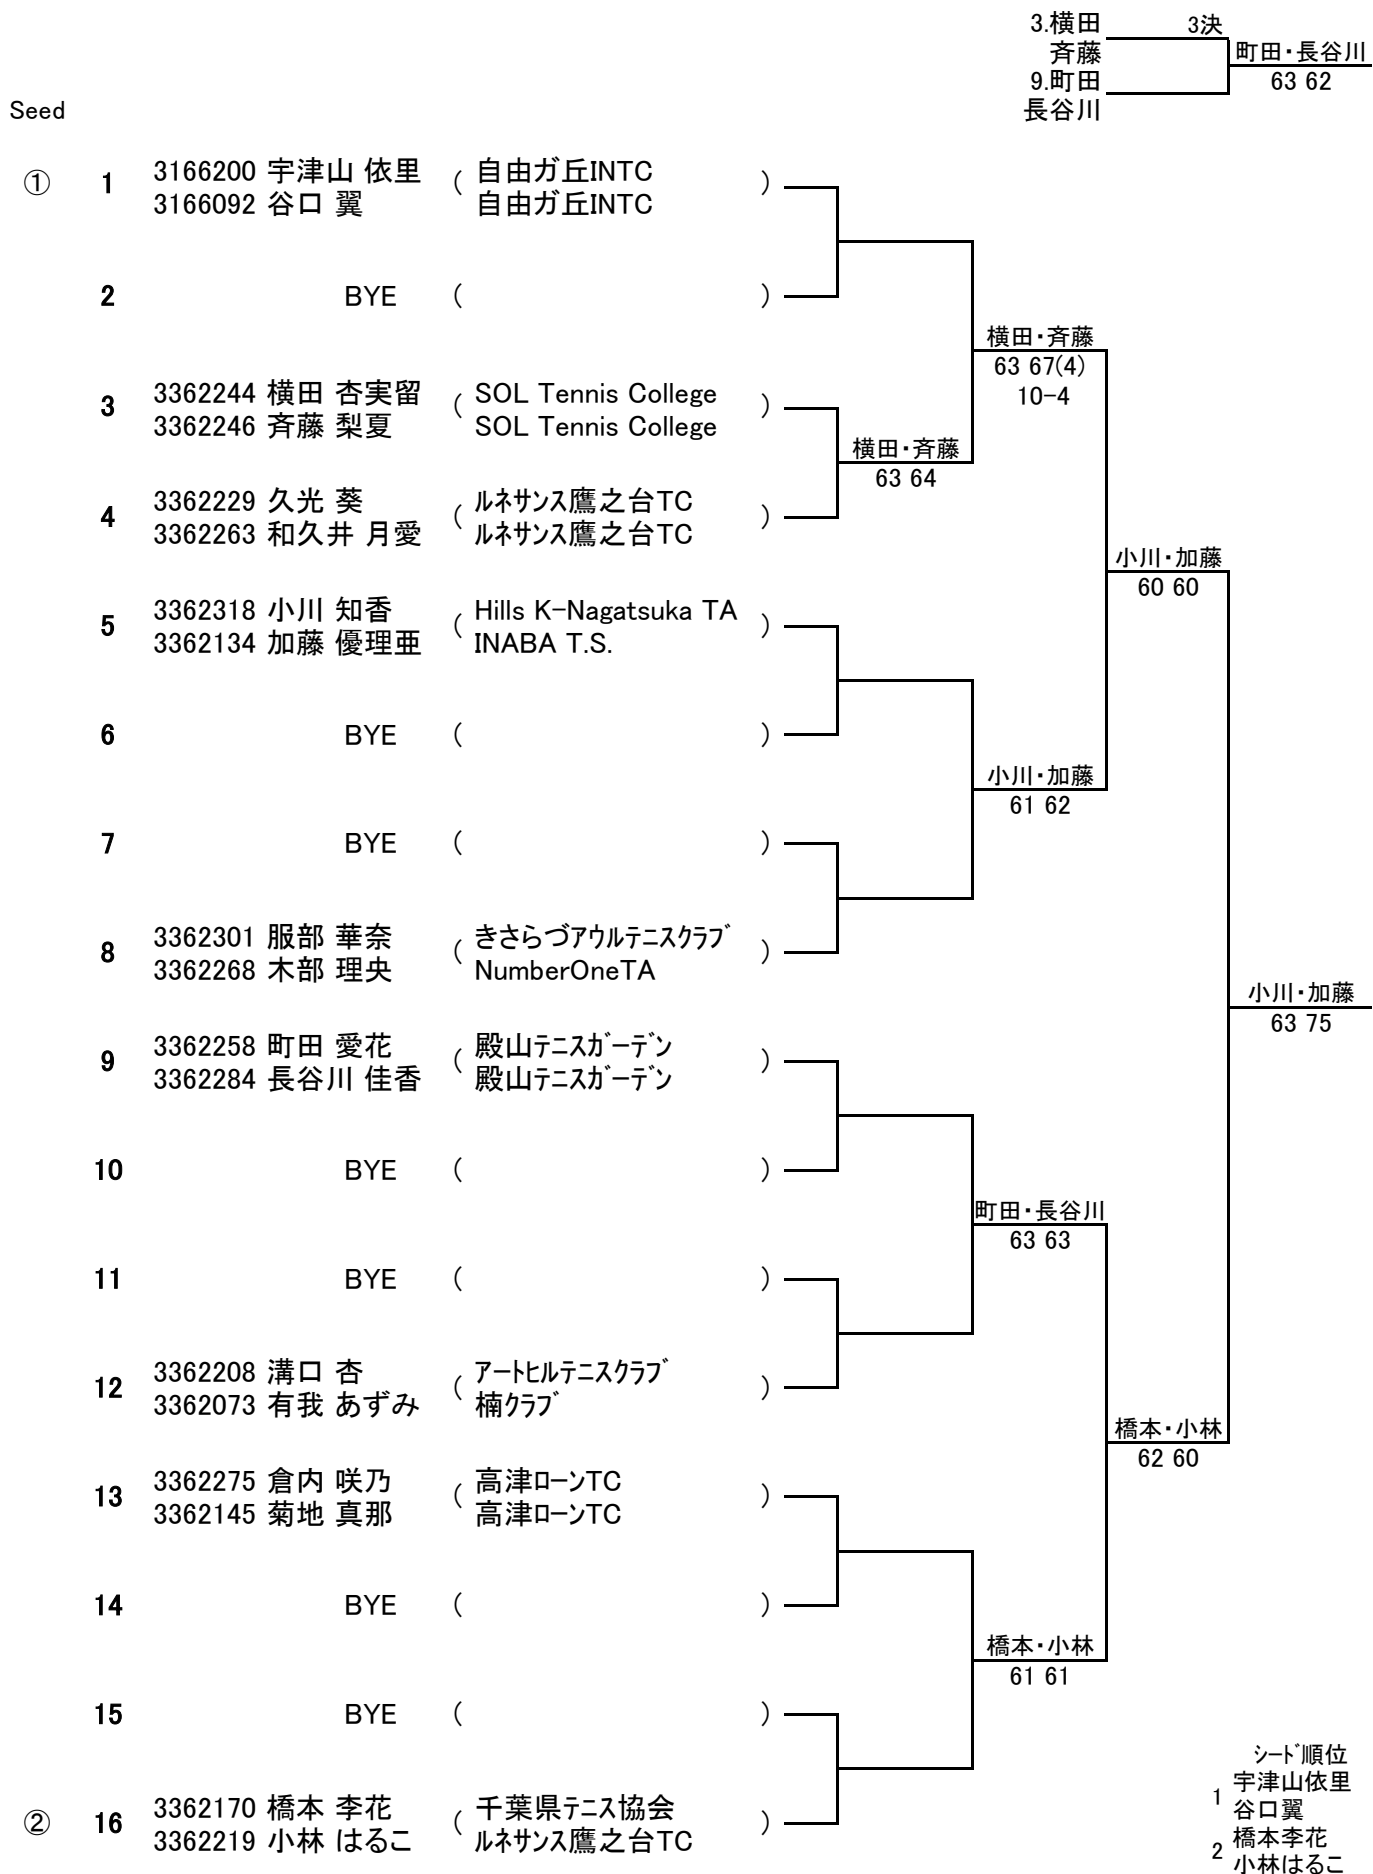 3.横田 3決
斉藤 町田・長谷川
9.町田 63 62
長谷川
Seed
① 1 3166200 宇津山 依里 ( 自由ガ丘INTC )
3166092 谷口 翼 自由ガ丘INTC
2 BYE ( )
横田・斉藤
63 67(4)
10-4
3 3362244 横田 杏実留 ( SOL Tennis College )
3362246 斉藤 梨夏 SOL Tennis College
横田・斉藤
63 64
4 3362229 久光 葵 ( ルネサンス鷹之台TC )
3362263 和久井 月愛 ルネサンス鷹之台TC
小川・加藤
60 60
5 3362318 小川 知香 ( Hills K-Nagatsuka TA )
3362134 加藤 優理亜 INABA T.S.
6 BYE ( )
小川・加藤
61 62
7 BYE ( )
8 3362301 服部 華奈 ( きさらづアウルテニスクラブ )
3362268 木部 理央 NumberOneTA
小川・加藤
63 75
9 3362258 町田 愛花 ( 殿山テニスガーデン )
3362284 長谷川 佳香 殿山テニスガーデン
10 BYE ( )
町田・長谷川
63 63
11 BYE ( )
12 3362208 溝口 杏 ( アートヒルテニスクラブ )
3362073 有我 あずみ 楠クラブ
橋本・小林
62 60
13 3362275 倉内 咲乃 ( 高津ローンTC )
3362145 菊地 真那 高津ローンTC
14 BYE ( )
橋本・小林
61 61
15 BYE ( )
② 16 3362170 橋本 李花 ( 千葉県テニス協会 )
3362219 小林 はるこ ルネサンス鷹之台TC
シード順位
1 宇津山依里
谷口翼
2 橋本李花
小林はるこ